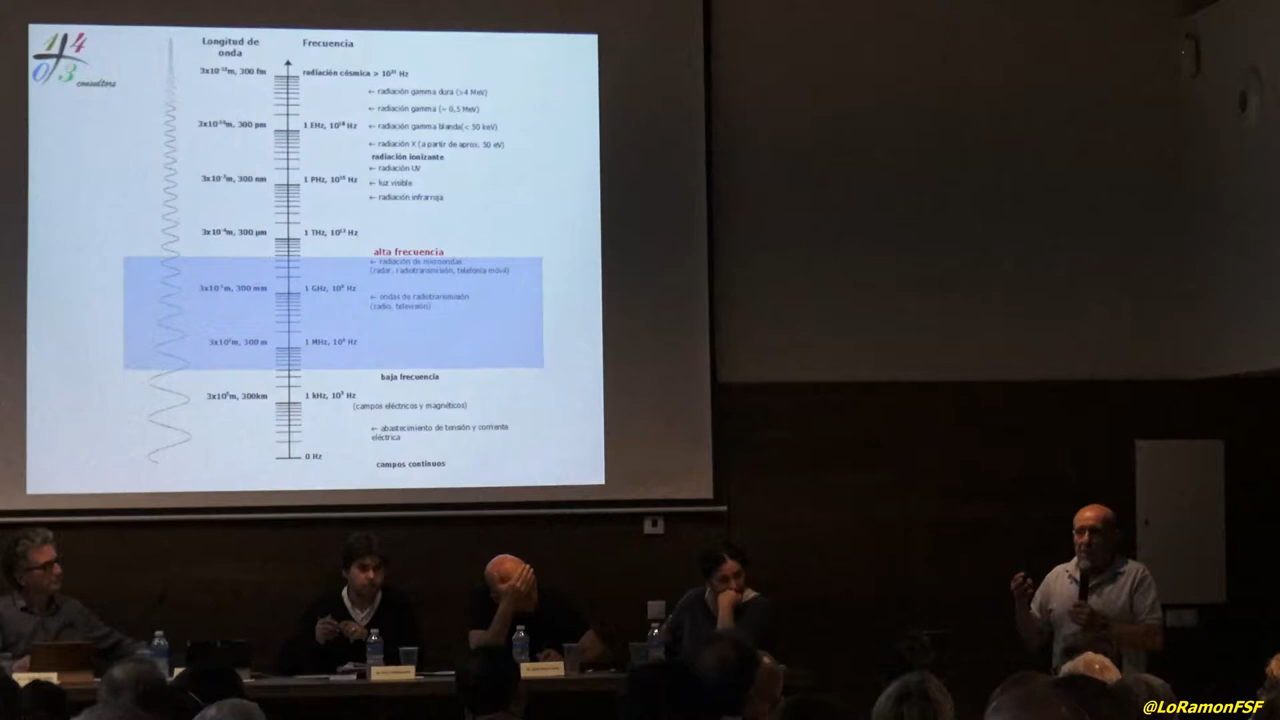 14
03
consultors
Longitud de
onda
Frecuencia
3x10⁻¹³m, 300 fm
radiación cósmica > 10²¹ Hz
← radiación gamma dura (>4 MeV)
← radiación gamma (~ 0,5 MeV)
300 pm
1 EHz, 10¹⁸ Hz
← radiación gamma blanda(< 50 keV)
← radiación X (a partir de aprox. 50 eV)
radiación ionizante
← radiación UV
3x10⁻⁷m, 300 nm
1 PHz, 10¹⁵ Hz
← luz visible
← radiación infrarroja
3x10⁻⁴m, 300 µm
1 THz, 10¹² Hz
alta frecuencia
← radiación de microondas
(radar, radiotransmisión, telefonía móvil)
3x10⁻¹m, 300 mm
1 GHz, 10⁹ Hz
← ondas de radiotransmisión
(radio, televisión)
3x10²m, 300 m
1 MHz, 10⁶ Hz
baja frecuencia
3x10⁵m, 300km
1 kHz, 10³ Hz
(campos eléctricos y magnéticos)
← abastecimiento de tensión y corriente
eléctrica
0 Hz
campos continuos
@LoRamonFSF